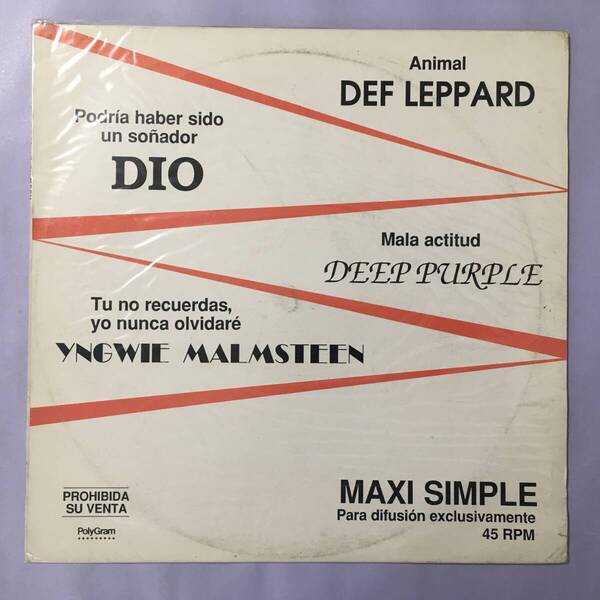 Animal
DEF LEPPARD
Podría haber sido
un soñador
DIO
Mala actitud
DEEP PURPLE
Tu no recuerdas,
yo nunca olvidaré
YNGWIE MALMSTEEN
PROHIBIDA
SU VENTA
PolyGram
MAXI SIMPLE
Para difusión exclusivamente
45 RPM